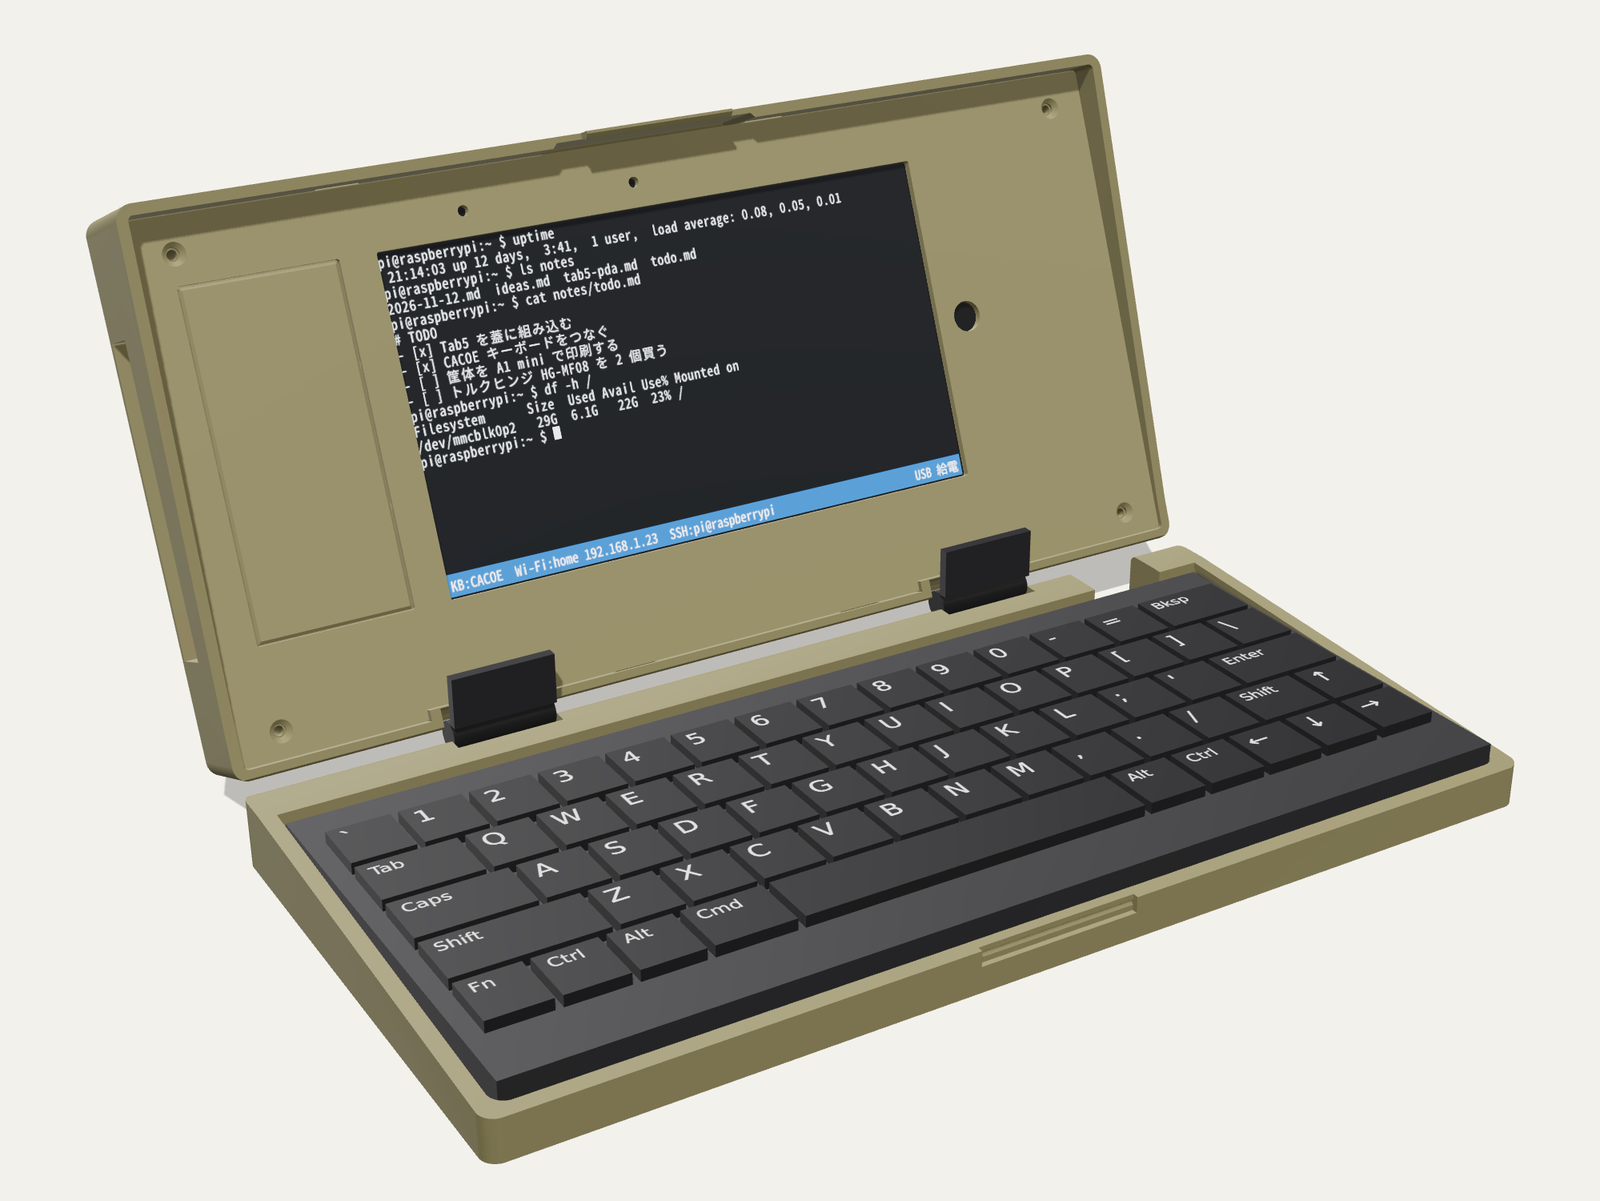 pi@raspberrypi:~ $ uptime
21:14:03 up 12 days, 3:41, 1 user, load average: 0.08, 0.05, 0.01
pi@raspberrypi:~ $ ls notes
2026-11-12.md ideas.md tab5-pda.md todo.md
pi@raspberrypi:~ $ cat notes/todo.md
# TODO
- [x] Tab5 を蓋に組み込む
- [x] CACOE キーボードをつなぐ
- [ ] 筐体を A1 mini で印刷する
- [ ] トルクヒンジ HG-MF08 を 2 個買う
pi@raspberrypi:~ $ df -h /
Filesystem Size Used Avail Use% Mounted on
/dev/mmcblk0p2 29G 6.1G 22G 23% /
pi@raspberrypi:~ $
KB:CACOE Wi-Fi:home 192.168.1.23 SSH:pi@raspberrypi USB 給電
` 1 2 3 4 5 6 7 8 9 0 - = Bksp
Tab Q W E R T Y U I O P [ ] \
Caps A S D F G H J K L ; ' Enter
Shift Z X C V B N M , . / Shift ↑
Fn Ctrl Alt Cmd Alt Ctrl ← ↓ →